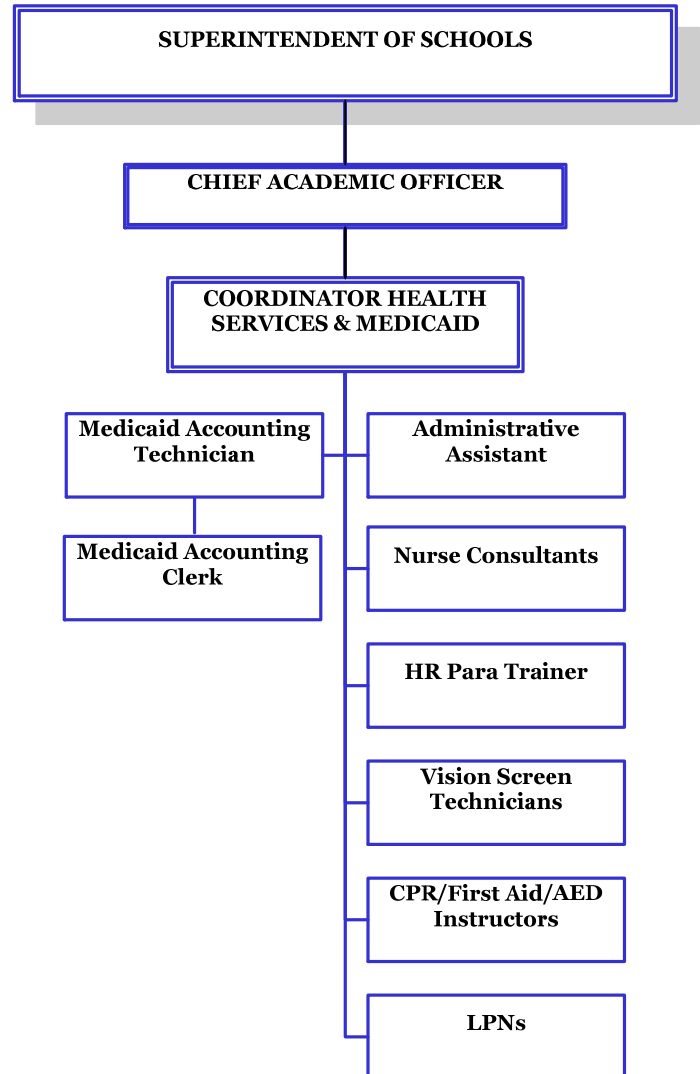 SUPERINTENDENT OF SCHOOLS
CHIEF ACADEMIC OFFICER
COORDINATOR HEALTH
SERVICES & MEDICAID
Medicaid Accounting
Technician
Administrative
Assistant
Medicaid Accounting
Clerk
Nurse Consultants
HR Para Trainer
Vision Screen
Technicians
CPR/First Aid/AED
Instructors
LPNs